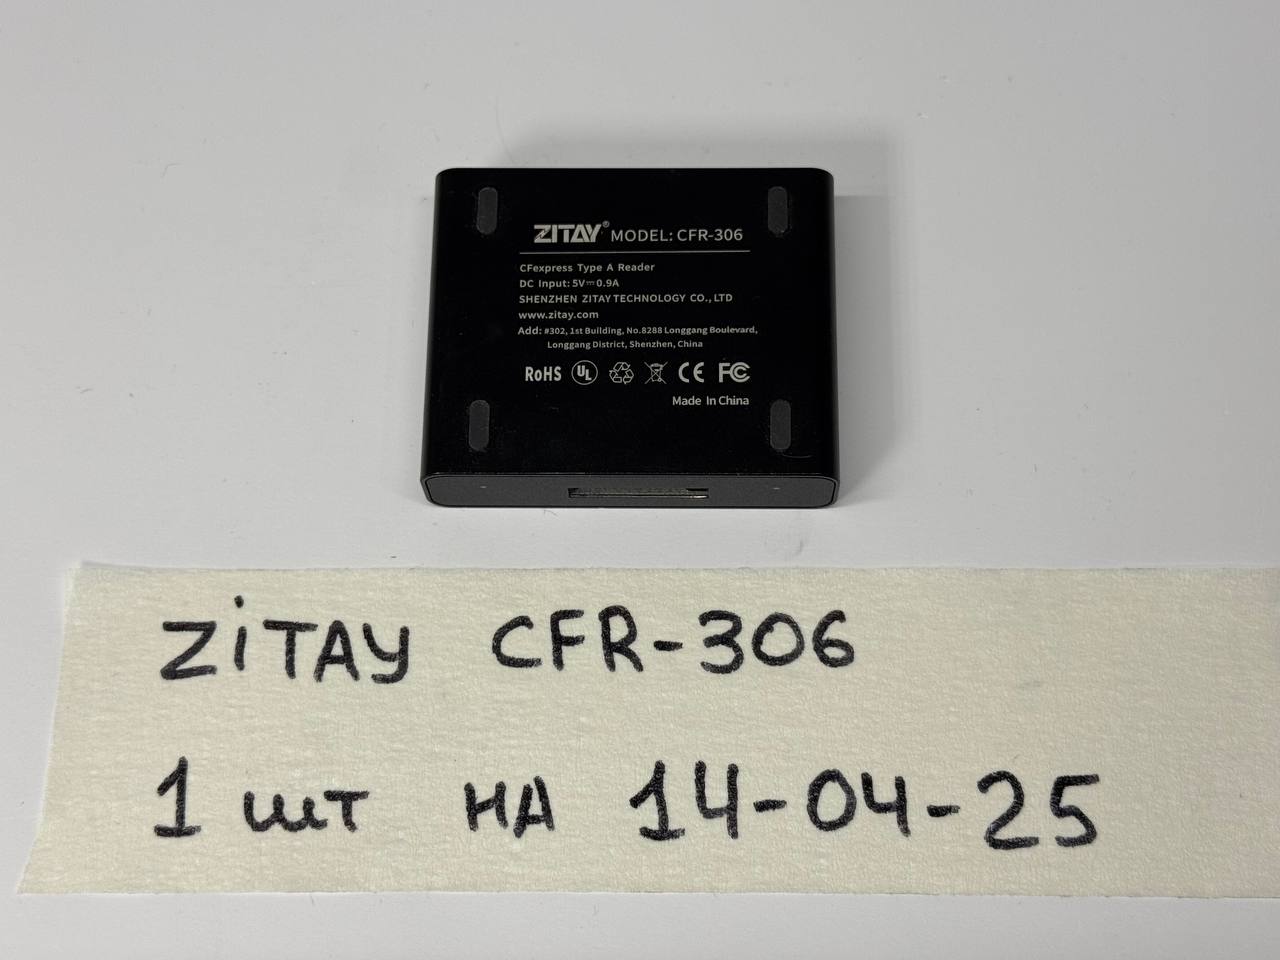 ZITAY® MODEL: CFR-306
CFexpress Type A Reader
DC Input: 5V⎓0.9A
SHENZHEN ZITAY TECHNOLOGY CO., LTD
www.zitay.com
Add: #302, 1st Building, No.8288 Longgang Boulevard,
Longgang District, Shenzhen, China
RoHS UL CE FC
Made In China
ZiTAY CFR-306
1 шт на 14-04-25